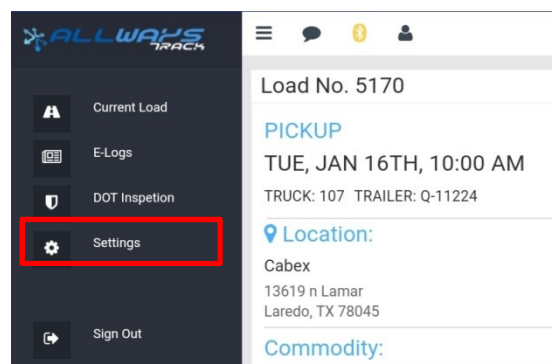 ALLWAYS
TRACK
Current Load
E-Logs
DOT Inspetion
Settings
Sign Out
Load No. 5170
PICKUP
TUE, JAN 16TH, 10:00 AM
TRUCK: 107 TRAILER: Q-11224
Location:
Cabex
13619 n Lamar
Laredo, TX 78045
Commodity: